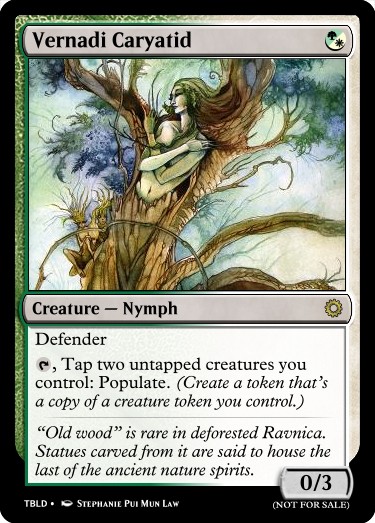 Vernadi Caryatid
Creature — Nymph
Defender
, Tap two untapped creatures you
control: Populate. (Create a token that's
a copy of a creature token you control.)
“Old wood” is rare in deforested Ravnica.
Statues carved from it are said to house the
last of the ancient nature spirits.
0/3
TBLD • Stephanie Pui Mun Law
(NOT FOR SALE)